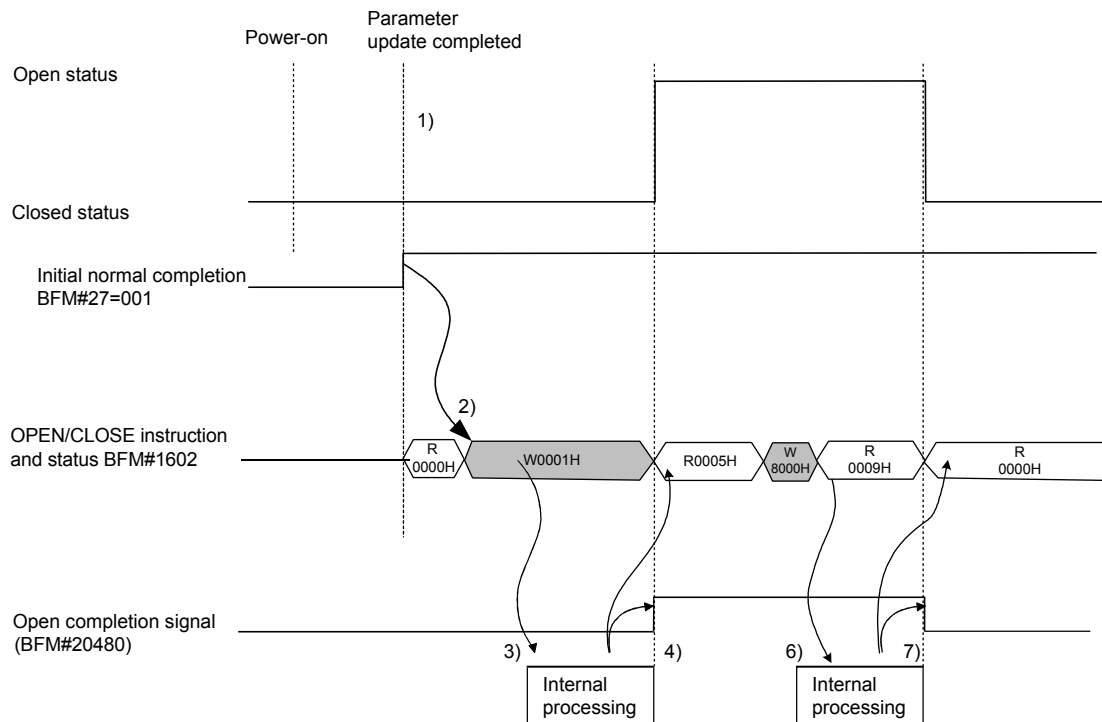 Power-on
Parameter
update completed
Open status
1)
Closed status
Initial normal completion
BFM#27=001
2)
OPEN/CLOSE instruction
and status BFM#1602
R
0000H
W0001H
R0005H
W
8000H
R
0009H
R
0000H
Open completion signal
(BFM#20480)
3)
4)
6)
7)
Internal
processing
Internal
processing